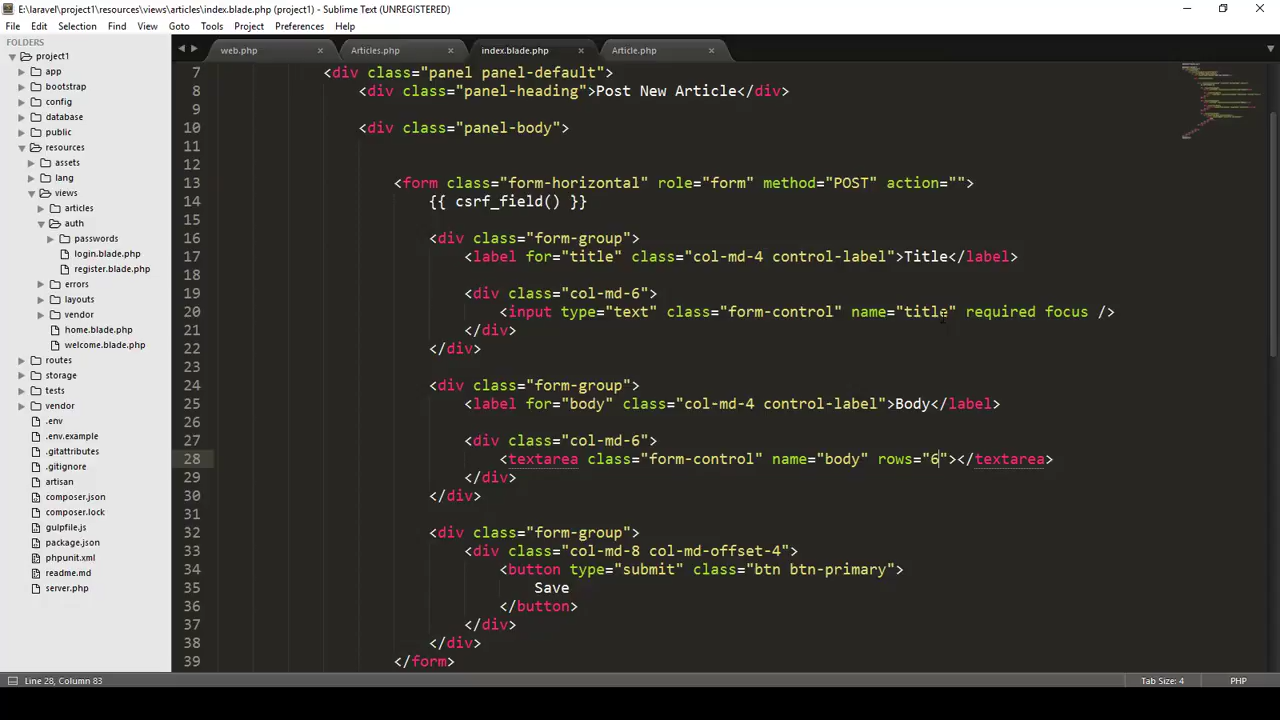 E:\laravel\project1\resources\views\articles\index.blade.php (project1) - Sublime Text (UNREGISTERED)
File Edit Selection Find View Goto Tools Project Preferences Help
FOLDERS
project1
app
bootstrap
config
database
public
resources
assets
lang
views
articles
auth
passwords
login.blade.php
register.blade.php
errors
layouts
vendor
home.blade.php
welcome.blade.php
routes
storage
tests
vendor
.env
.env.example
.gitattributes
.gitignore
artisan
composer.json
composer.lock
gulpfile.js
package.json
phpunit.xml
readme.md
server.php
web.php × Articles.php × index.blade.php × Article.php ×
7 <div class="panel panel-default">
8 <div class="panel-heading">Post New Article</div>
9
10 <div class="panel-body">
11
12
13 <form class="form-horizontal" role="form" method="POST" action="">
14 {{ csrf_field() }}
15
16 <div class="form-group">
17 <label for="title" class="col-md-4 control-label">Title</label>
18
19 <div class="col-md-6">
20 <input type="text" class="form-control" name="title" required focus />
21 </div>
22 </div>
23
24 <div class="form-group">
25 <label for="body" class="col-md-4 control-label">Body</label>
26
27 <div class="col-md-6">
28 <textarea class="form-control" name="body" rows="6"></textarea>
29 </div>
30 </div>
31
32 <div class="form-group">
33 <div class="col-md-8 col-md-offset-4">
34 <button type="submit" class="btn btn-primary">
35 Save
36 </button>
37 </div>
38 </div>
39 </form>
Line 28, Column 83 Tab Size: 4 PHP